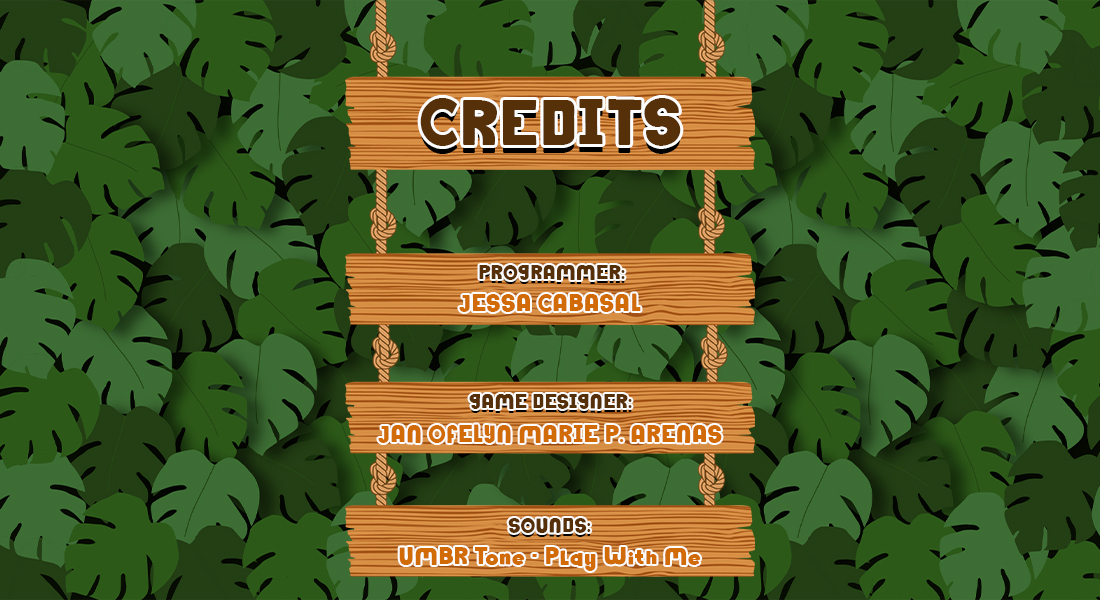 CREDITS
PROGRAMMER:
JESSA CABASAL
GAME DESIGNER:
JAN OFELYN MARIE P. ARENAS
SOUNDS:
UMBR Tone - Play With Me